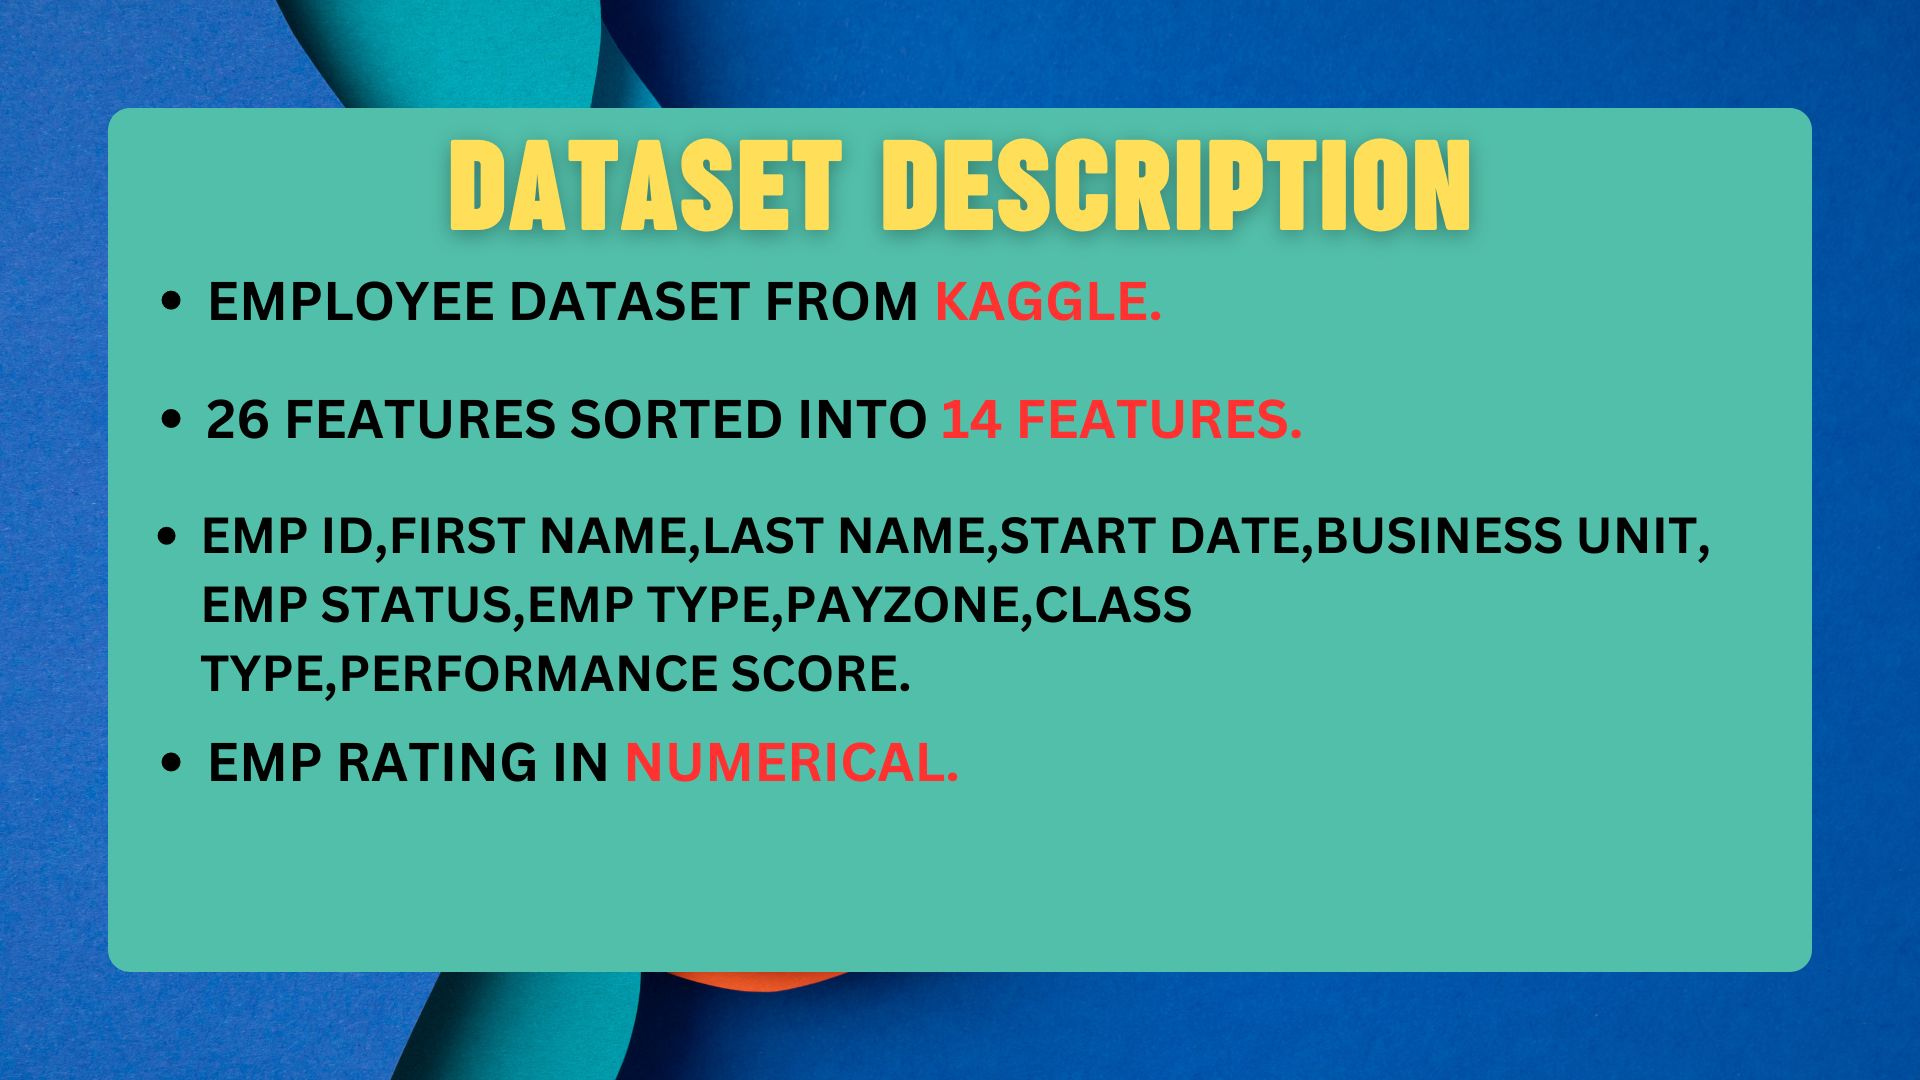 DATASET DESCRIPTION
• EMPLOYEE DATASET FROM KAGGLE.
• 26 FEATURES SORTED INTO 14 FEATURES.
• EMP ID,FIRST NAME,LAST NAME,START DATE,BUSINESS UNIT,
EMP STATUS,EMP TYPE,PAYZONE,CLASS
TYPE,PERFORMANCE SCORE.
• EMP RATING IN NUMERICAL.